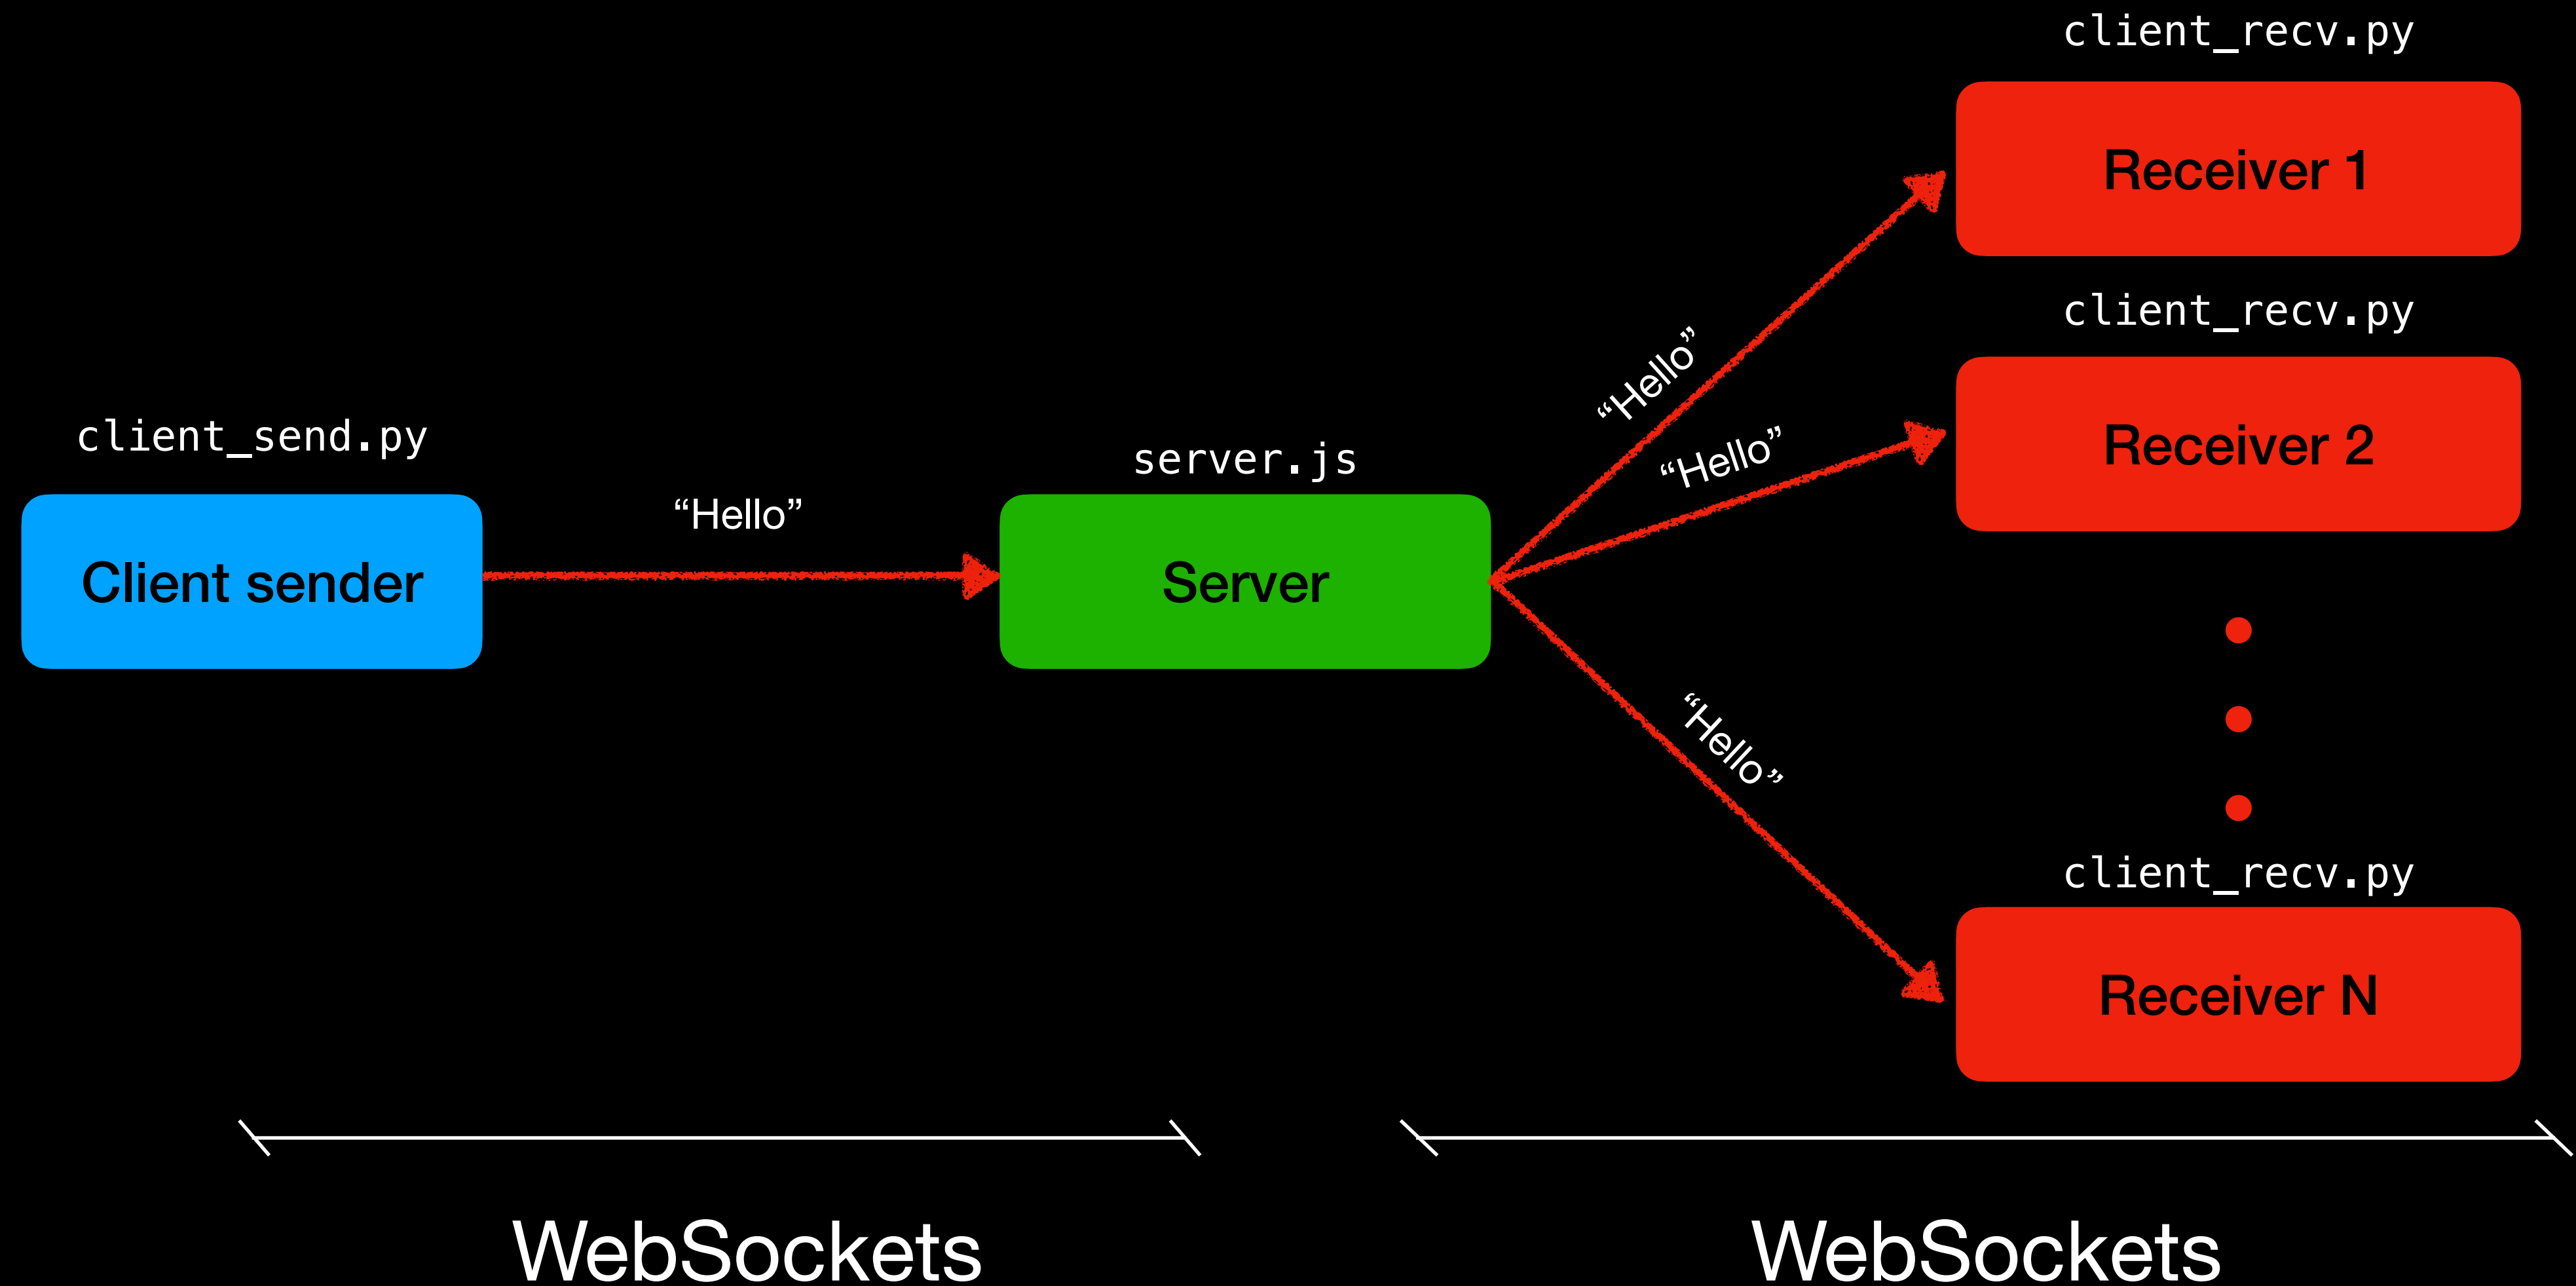 client_send.py
Client sender
“Hello”
server.js
Server
“Hello”
“Hello”
“Hello”
client_recv.py
Receiver 1
client_recv.py
Receiver 2
client_recv.py
Receiver N
WebSockets
WebSockets